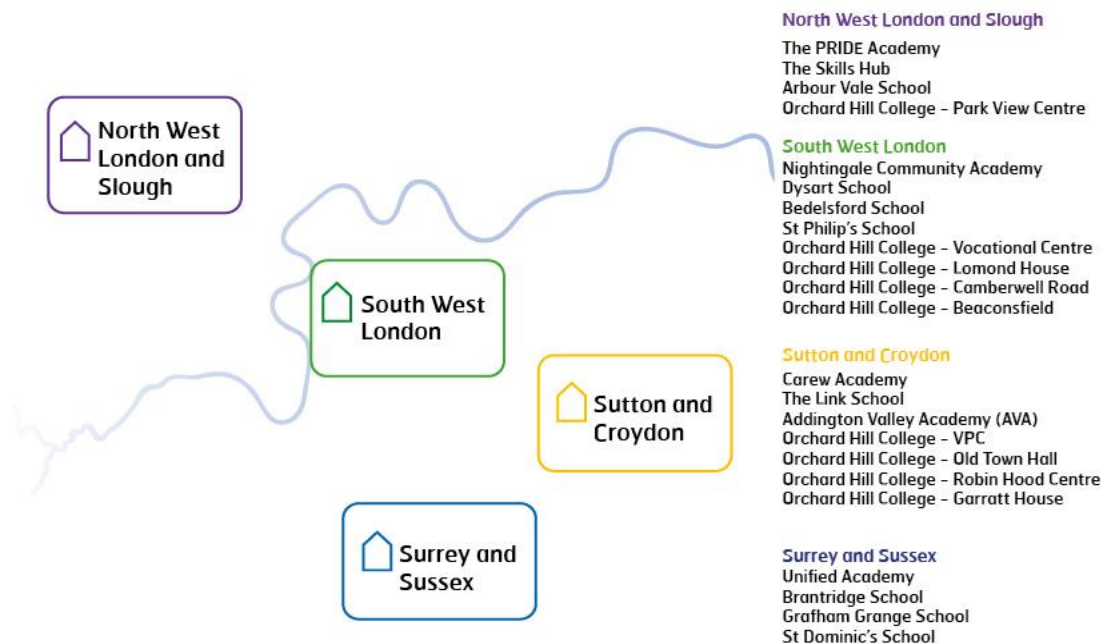 North West
London and
Slough
South West
London
Sutton and
Croydon
Surrey and
Sussex
North West London and Slough
The PRIDE Academy
The Skills Hub
Arbour Vale School
Orchard Hill College – Park View Centre
South West London
Nightingale Community Academy
Dysart School
Bedelsford School
St Philip's School
Orchard Hill College – Vocational Centre
Orchard Hill College – Lomond House
Orchard Hill College – Camberwell Road
Orchard Hill College – Beaconsfield
Sutton and Croydon
Carew Academy
The Link School
Addington Valley Academy (AVA)
Orchard Hill College – VPC
Orchard Hill College – Old Town Hall
Orchard Hill College – Robin Hood Centre
Orchard Hill College – Garratt House
Surrey and Sussex
Unified Academy
Brantridge School
Grafham Grange School
St Dominic's School